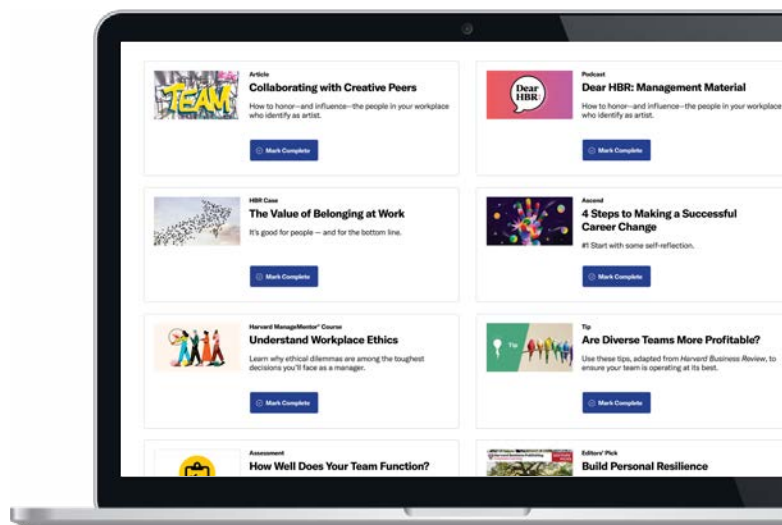 TEAM
Article
Collaborating with Creative Peers
How to honor—and influence—the people in your workplace
who identify as artist.
Mark Complete
Dear
HBR:
Podcast
Dear HBR: Management Material
How to honor—and influence—the people in your workplace
who identify as artist.
Mark Complete
HBR Case
The Value of Belonging at Work
It's good for people — and for the bottom line.
Mark Complete
Ascend
4 Steps to Making a Successful
Career Change
#1 Start with some self-reflection.
Mark Complete
Harvard ManageMentor® Course
Understand Workplace Ethics
Learn why ethical dilemmas are among the toughest
decisions you'll face as a manager.
Mark Complete
Tip
Tip
Are Diverse Teams More Profitable?
Use these tips, adapted from Harvard Business Review, to
ensure your team is operating at its best.
Mark Complete
Assessment
How Well Does Your Team Function?
Harvard Business Publishing
Editors' Pick
Build Personal Resilience